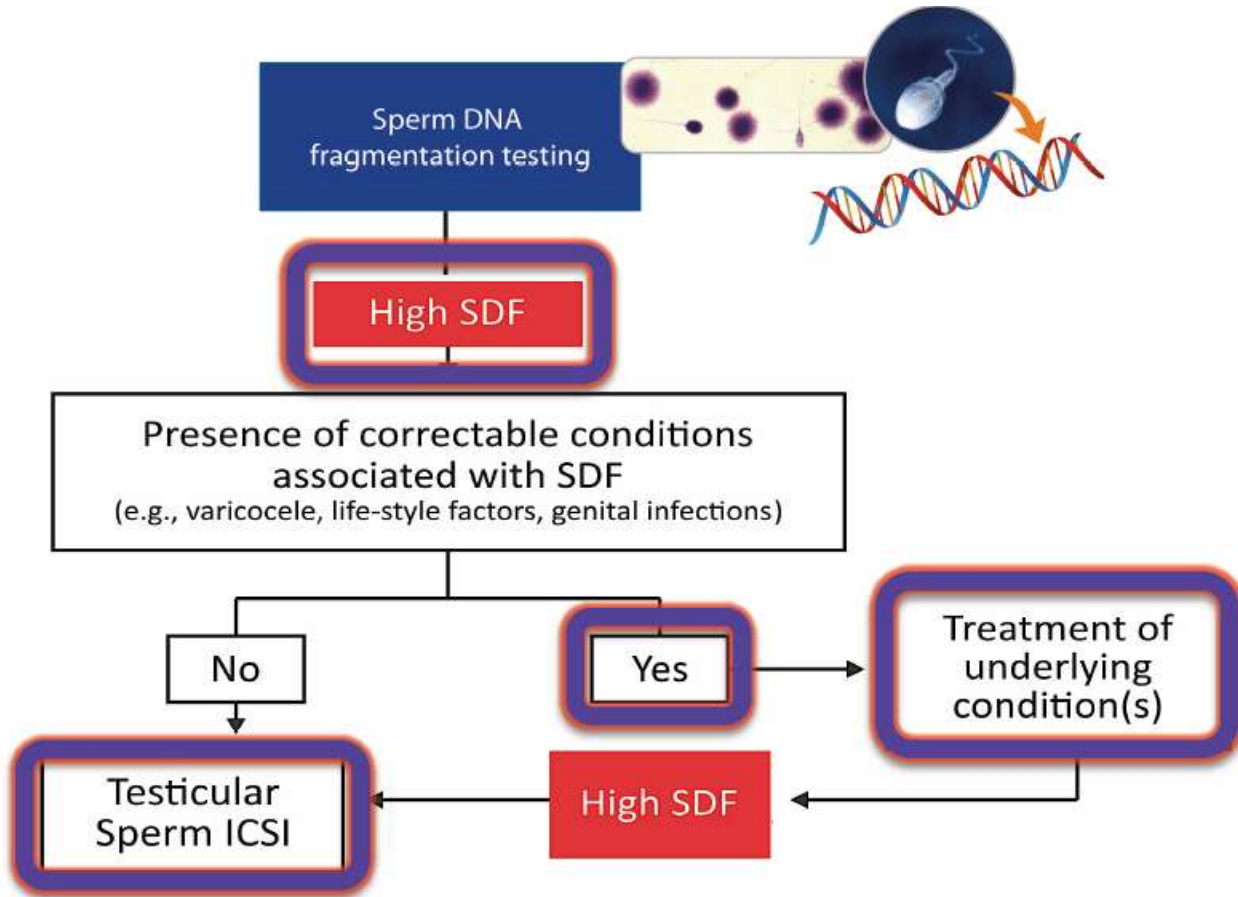 Sperm DNA
fragmentation testing
High SDF
Presence of correctable conditions
associated with SDF
(e.g., varicocele, life-style factors, genital infections)
No
Yes
Treatment of
underlying
condition(s)
Testicular
Sperm ICSI
High SDF